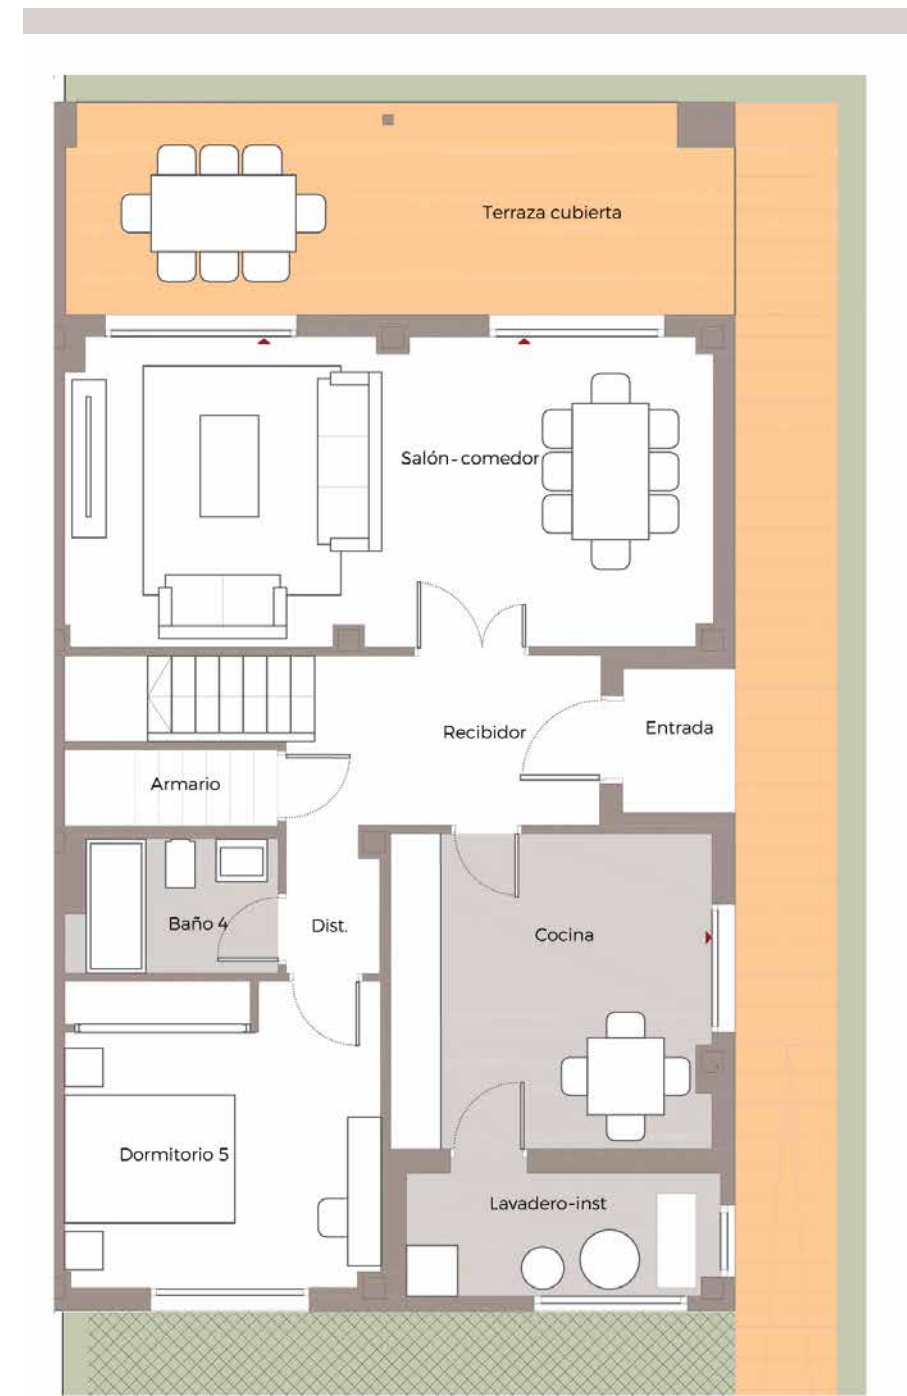 Terraza cubierta
Salón-comedor
Recibidor
Entrada
Armario
Baño 4
Dist.
Cocina
Dormitorio 5
Lavadero-inst